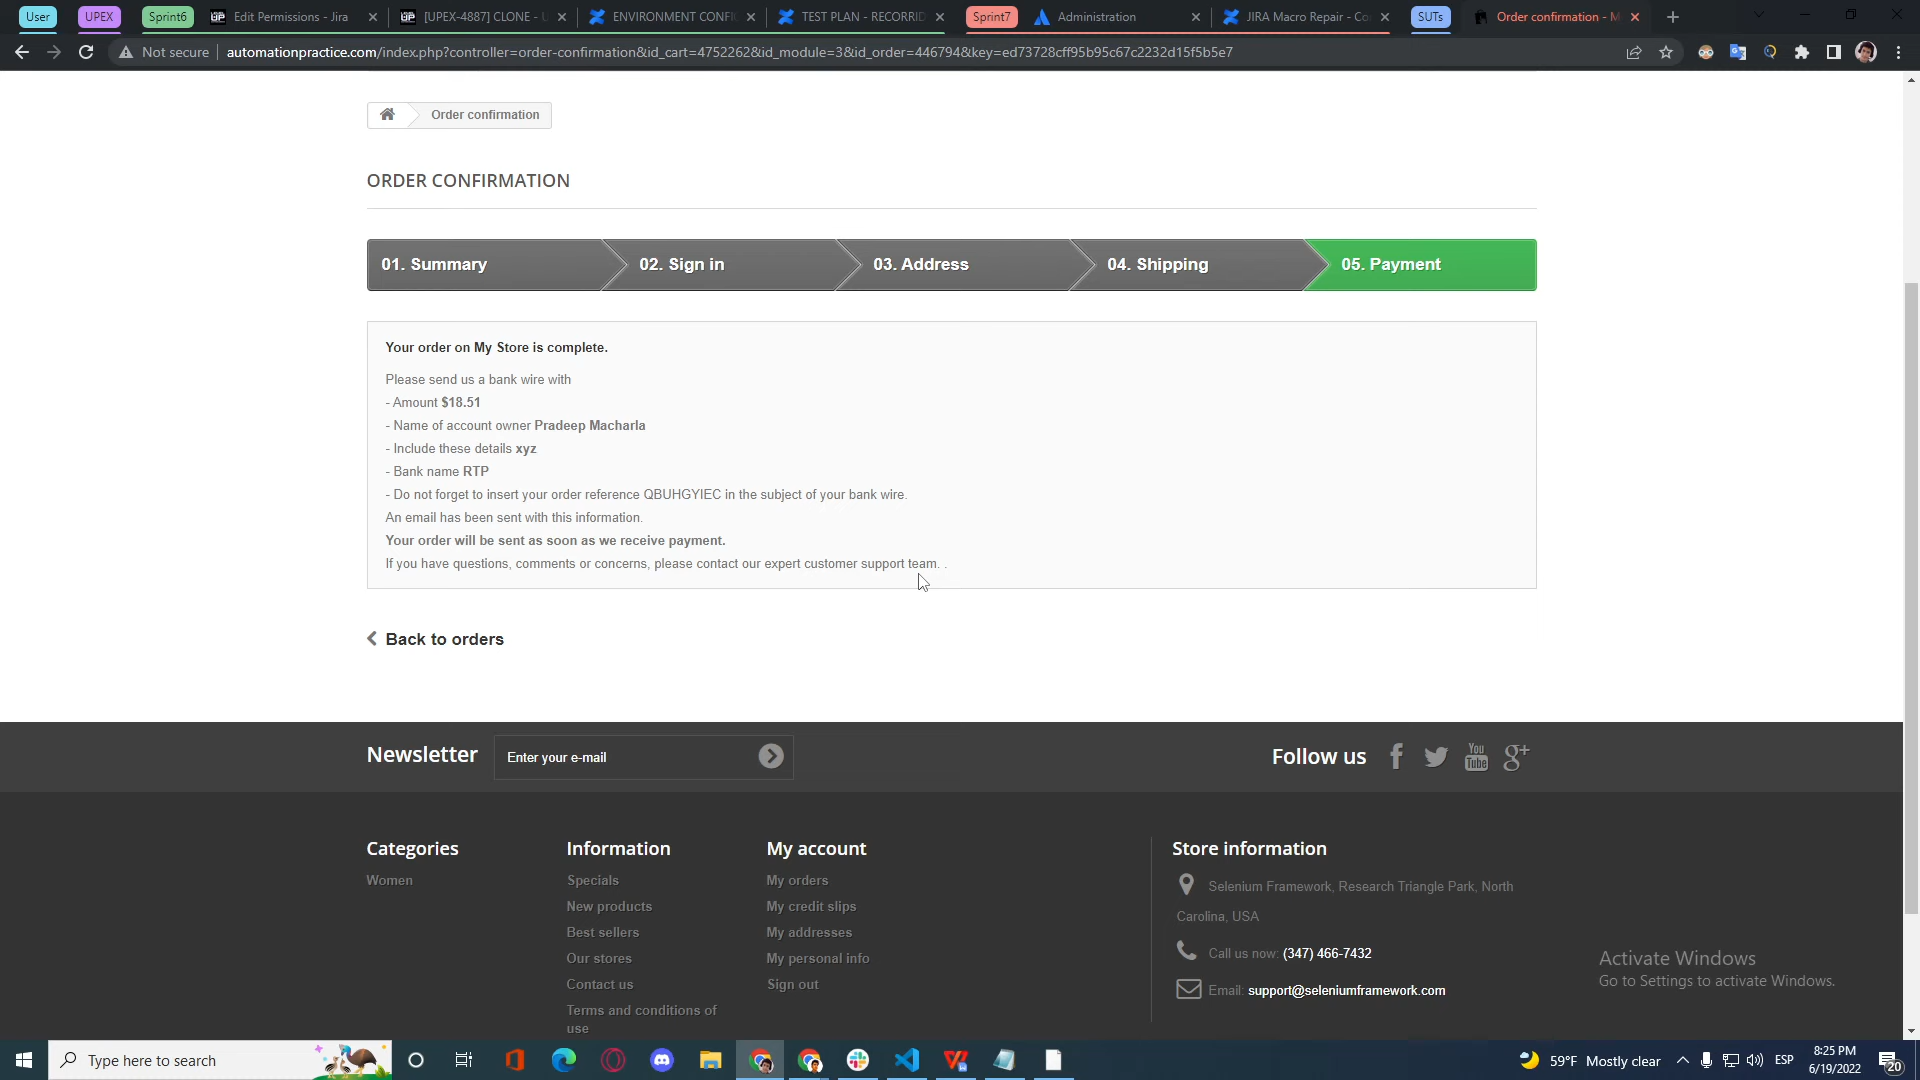 User
UPEX
Sprint6
Edit Permissions - Jira
[UPEX-4887] CLONE - U
ENVIRONMENT CONFI
TEST PLAN - RECORRID
Sprint7
Administration
JIRA Macro Repair - Co
SUTs
Order confirmation - M
Not secure
automationpractice.com/index.php?controller=order-confirmation&id_cart=4752262&id_module=3&id_order=446794&key=ed73728cff95b95c67c2232d15f5b5e7
Order confirmation
ORDER CONFIRMATION
01. Summary
02. Sign in
03. Address
04. Shipping
05. Payment
Your order on My Store is complete.
Please send us a bank wire with
- Amount $18.51
- Name of account owner Pradeep Macharla
- Include these details xyz
- Bank name RTP
- Do not forget to insert your order reference QBUHGYIEC in the subject of your bank wire.
An email has been sent with this information.
Your order will be sent as soon as we receive payment.
If you have questions, comments or concerns, please contact our expert customer support team. .
Back to orders
Newsletter
Enter your e-mail
Follow us
You
Tube
Categories
Women
Information
Specials
New products
Best sellers
Our stores
Contact us
Terms and conditions of
use
My account
My orders
My credit slips
My addresses
My personal info
Sign out
Store information
Selenium Framework, Research Triangle Park, North
Carolina, USA
Call us now: (347) 466-7432
Email: support@seleniumframework.com
Activate Windows
Go to Settings to activate Windows.
Type here to search
59°F Mostly clear
ESP
8:25 PM
6/19/2022
20